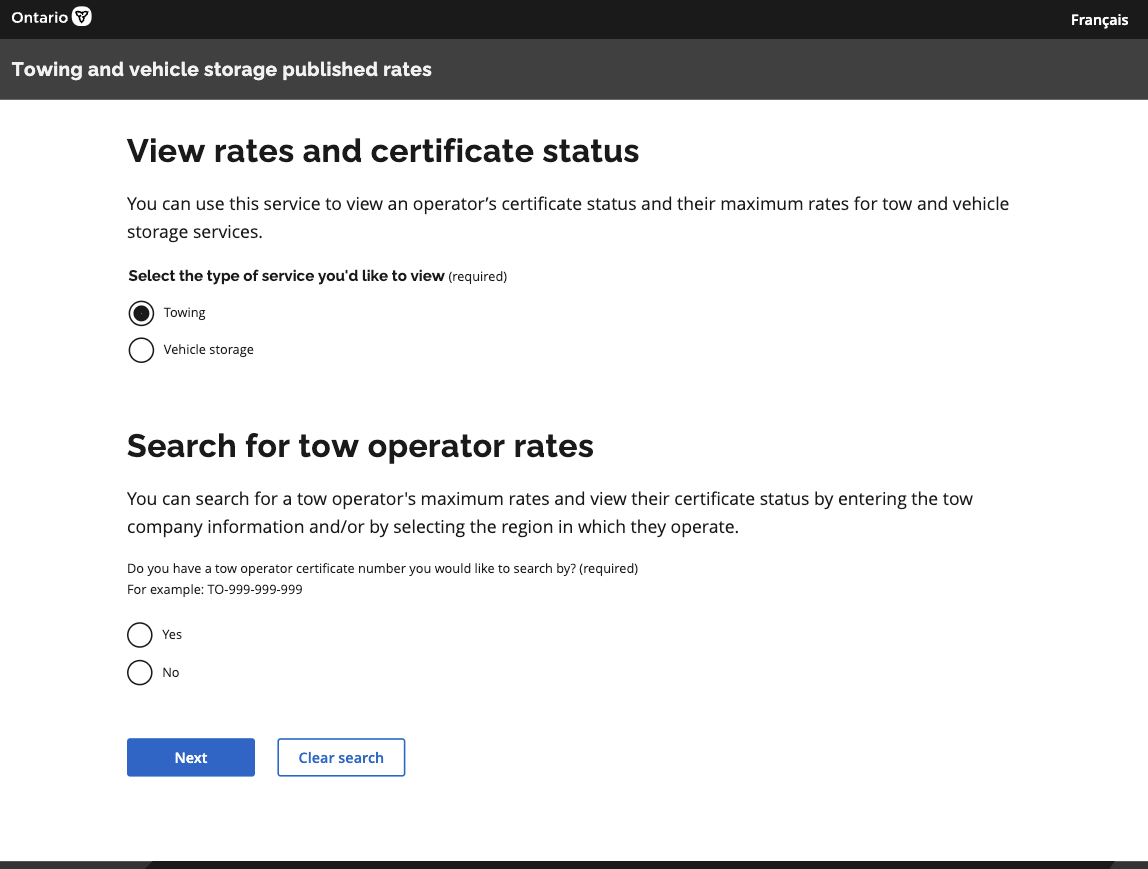 Ontario
Français
Towing and vehicle storage published rates
View rates and certificate status
You can use this service to view an operator’s certificate status and their maximum rates for tow and vehicle
storage services.
Select the type of service you'd like to view (required)
Towing
Vehicle storage
Search for tow operator rates
You can search for a tow operator's maximum rates and view their certificate status by entering the tow
company information and/or by selecting the region in which they operate.
Do you have a tow operator certificate number you would like to search by? (required)
For example: TO-999-999-999
Yes
No
Next
Clear search